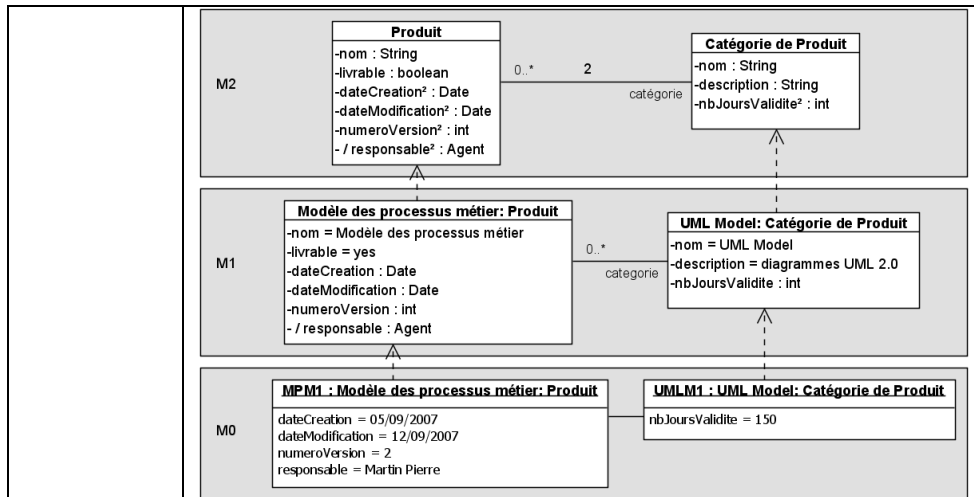 M2
Produit
-nom : String
-livrable : boolean
-dateCreation² : Date
-dateModification² : Date
-numeroVersion² : int
- / responsable² : Agent
0..* 2
catégorie
Catégorie de Produit
-nom : String
-description : String
-nbJoursValidite² : int
M1
Modèle des processus métier: Produit
-nom = Modèle des processus métier
-livrable = yes
-dateCreation : Date
-dateModification : Date
-numeroVersion : int
- / responsable : Agent
0..*
categorie
UML Model: Catégorie de Produit
-nom = UML Model
-description = diagrammes UML 2.0
-nbJoursValidite : int
M0
MPM1 : Modèle des processus métier: Produit
dateCreation = 05/09/2007
dateModification = 12/09/2007
numeroVersion = 2
responsable = Martin Pierre
UMLM1 : UML Model: Catégorie de Produit
nbJoursValidite = 150